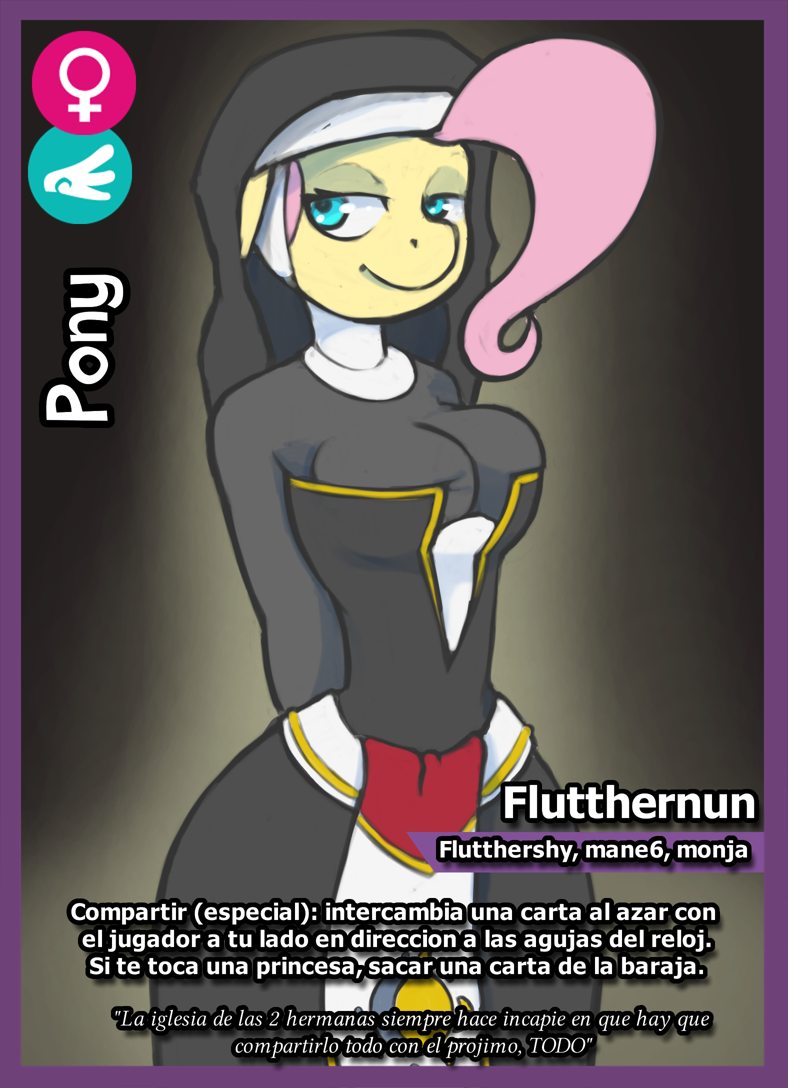 Pony
Flutthernun
Flutthershy, mane6, monja
Compartir (especial): intercambia una carta al azar con
el jugador a tu lado en direccion a las agujas del reloj.
Si te toca una princesa, sacar una carta de la baraja.
"La iglesia de las 2 hermanas siempre hace incapie en que hay que
compartirlo todo con el projimo, TODO"